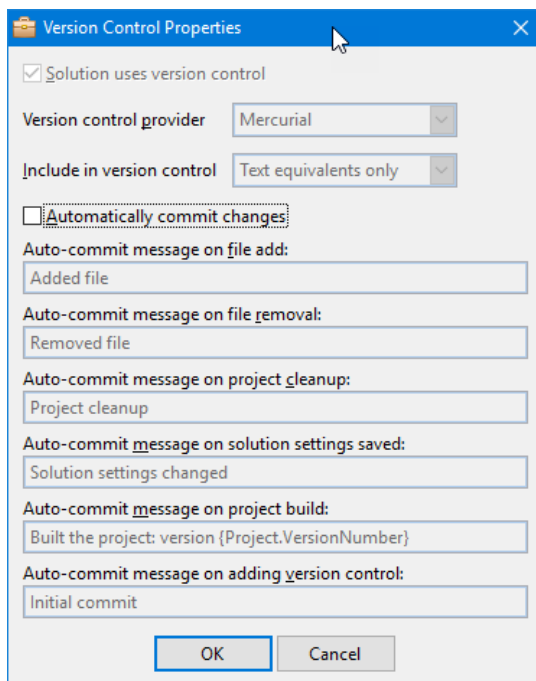 Version Control Properties
Solution uses version control
Version control provider Mercurial
Include in version control Text equivalents only
Automatically commit changes
Auto-commit message on file add:
Added file
Auto-commit message on file removal:
Removed file
Auto-commit message on project cleanup:
Project cleanup
Auto-commit message on solution settings saved:
Solution settings changed
Auto-commit message on project build:
Built the project: version {Project.VersionNumber}
Auto-commit message on adding version control:
Initial commit
OK Cancel